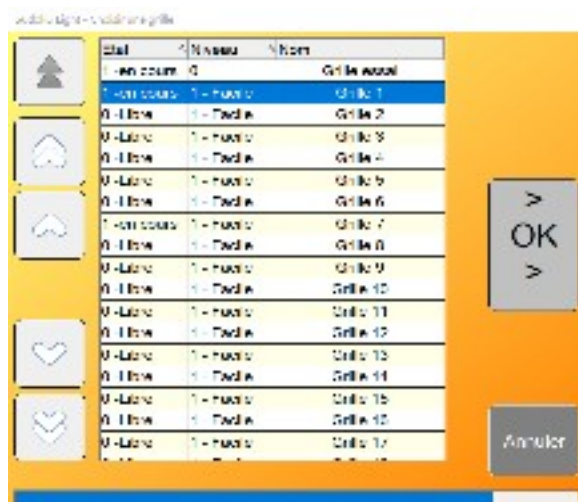 Sudoku Light - Choisir une grille
Etat Niveau Nom
1 -en cours 0 Grille essai
1 -en cours 1 - Facile Grille 1
0 -Libre 1 - Facile Grille 2
0 -Libre 1 - Facile Grille 3
0 -Libre 1 - Facile Grille 4
0 -Libre 1 - Facile Grille 5
0 -Libre 1 - Facile Grille 6
1 -en cours 1 - Facile Grille 7
0 -Libre 1 - Facile Grille 8
0 -Libre 1 - Facile Grille 9
0 -Libre 1 - Facile Grille 10
0 -Libre 1 - Facile Grille 11
0 -Libre 1 - Facile Grille 12
0 -Libre 1 - Facile Grille 13
0 -Libre 1 - Facile Grille 14
0 -Libre 1 - Facile Grille 15
0 -Libre 1 - Facile Grille 16
0 -Libre 1 - Facile Grille 17
>
OK
>
Annuler